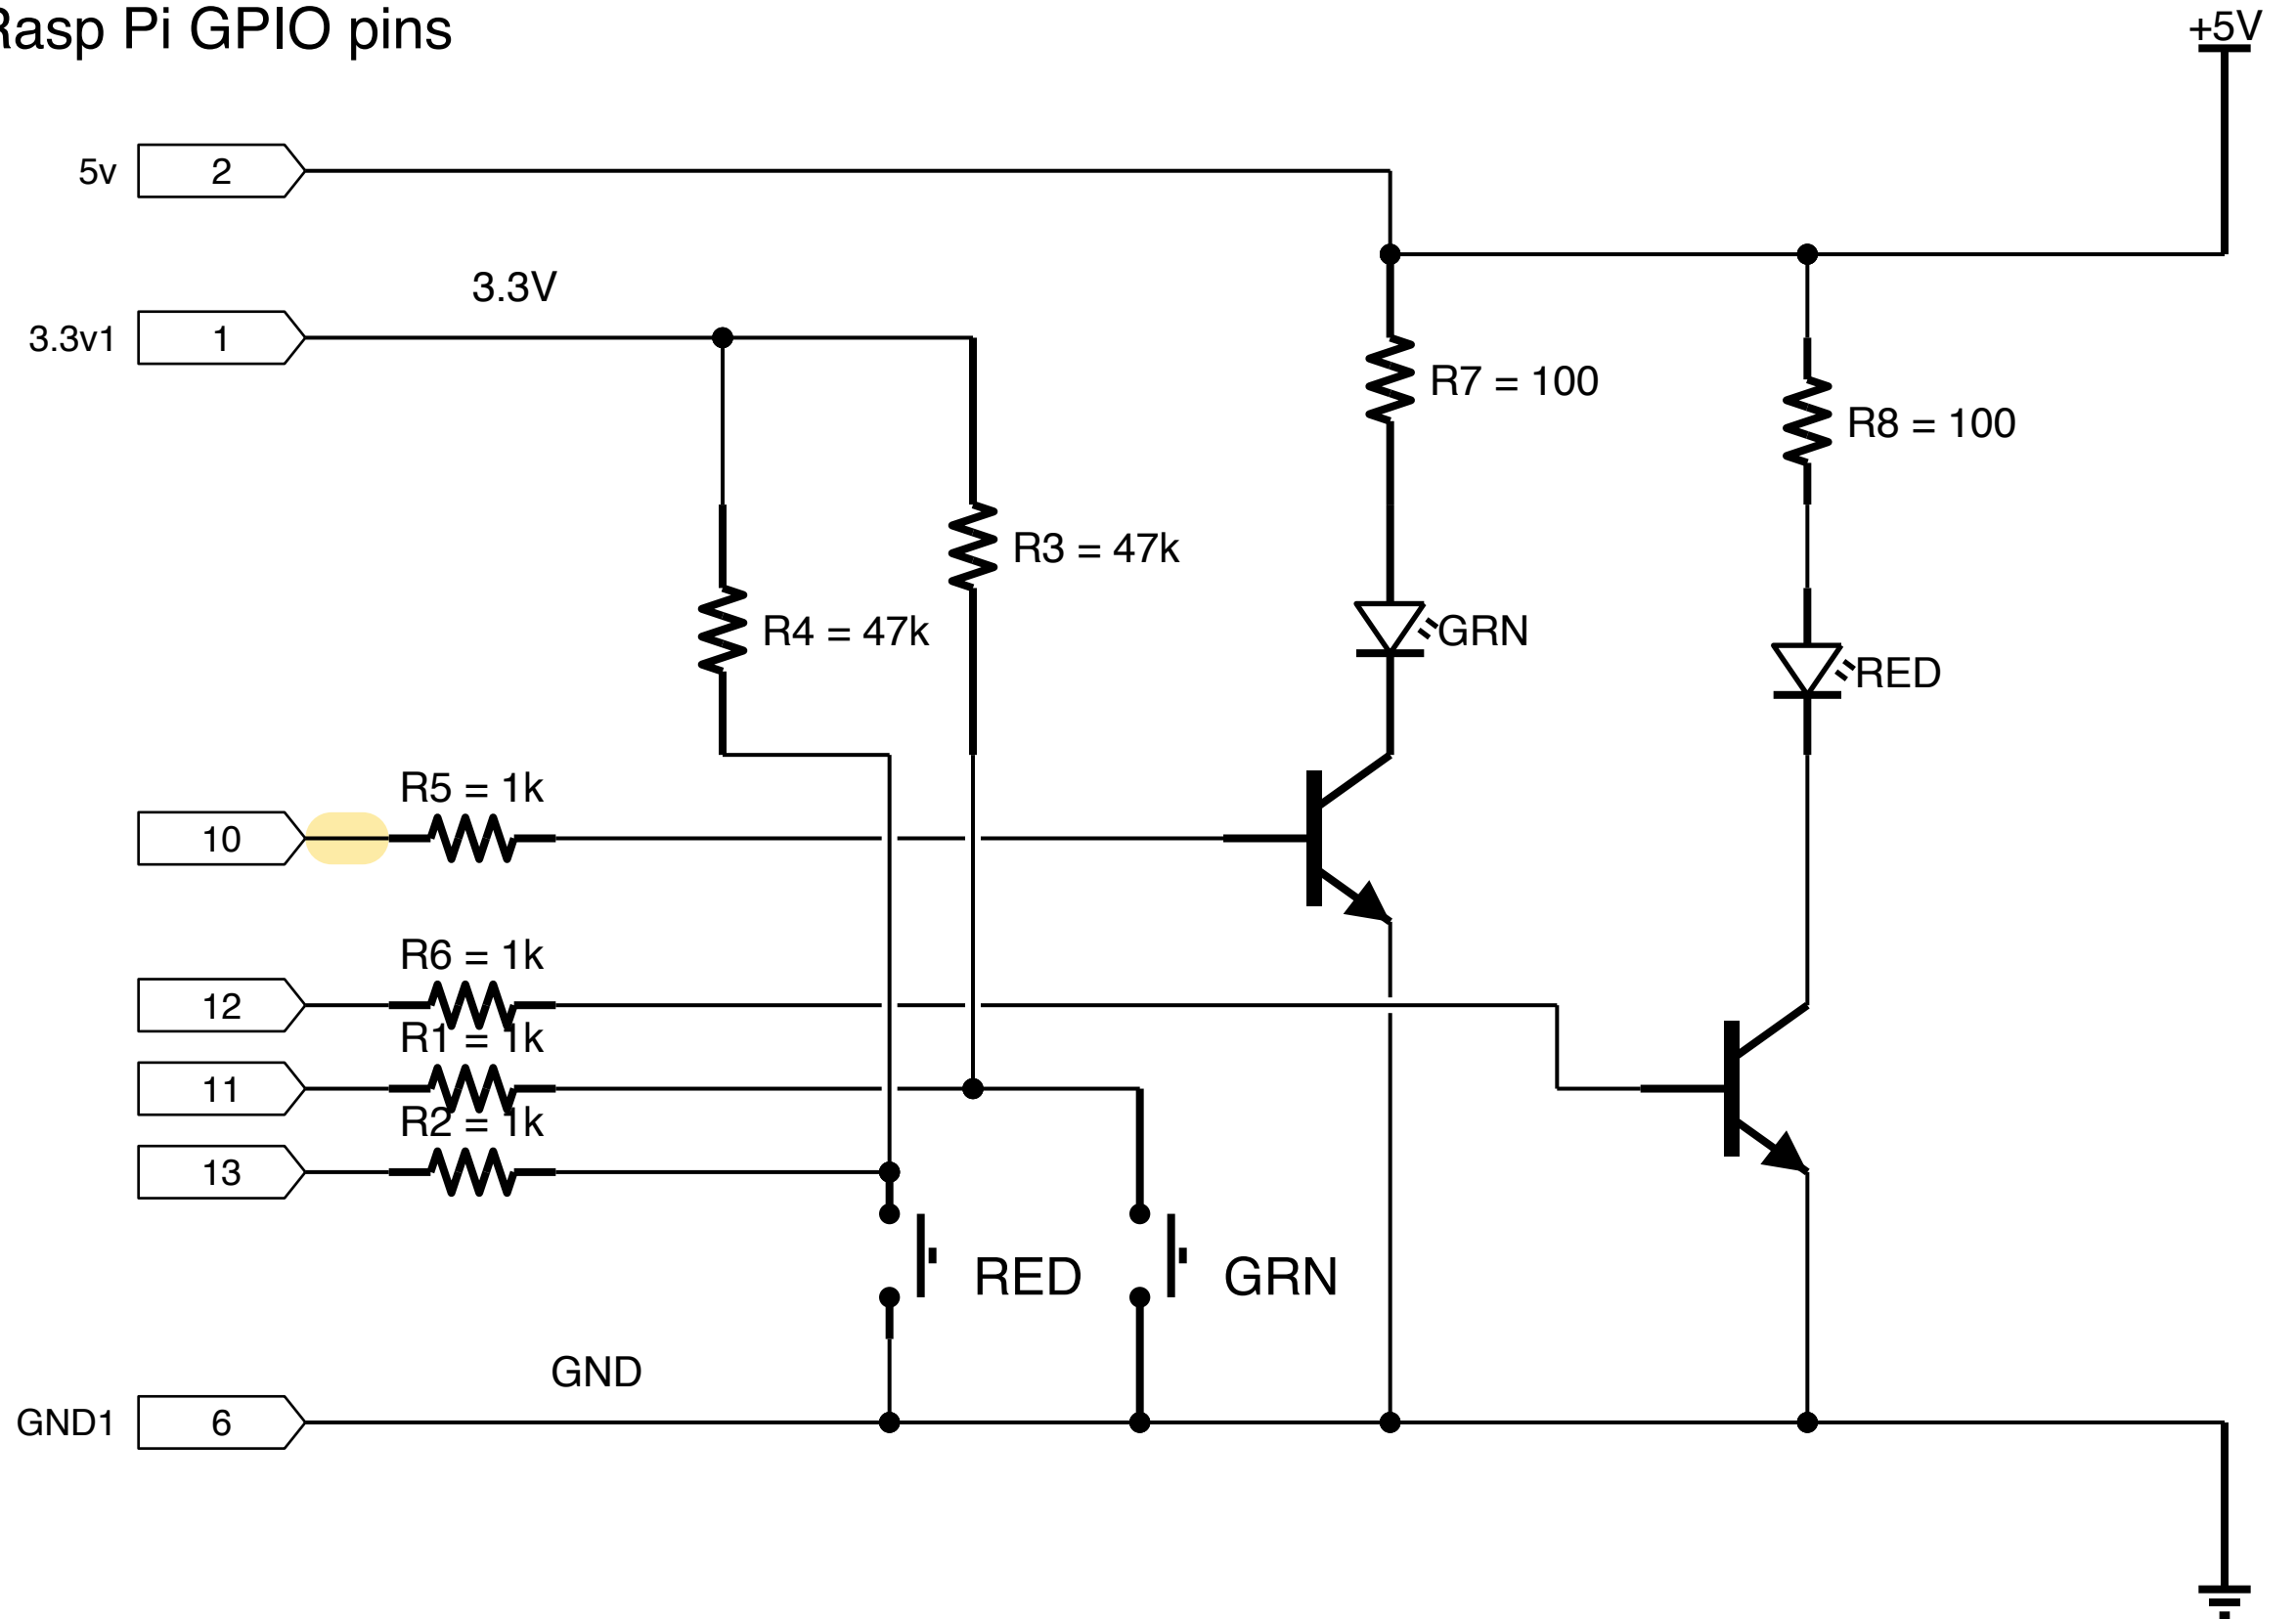 Rasp Pi GPIO pins
+5V
5v 2
3.3V
3.3v1 1
R7 = 100
R8 = 100
R3 = 47k
R4 = 47k
GRN
RED
R5 = 1k
10
R6 = 1k
12
R1 = 1k
11
R2 = 1k
13
RED
GRN
GND
GND1 6